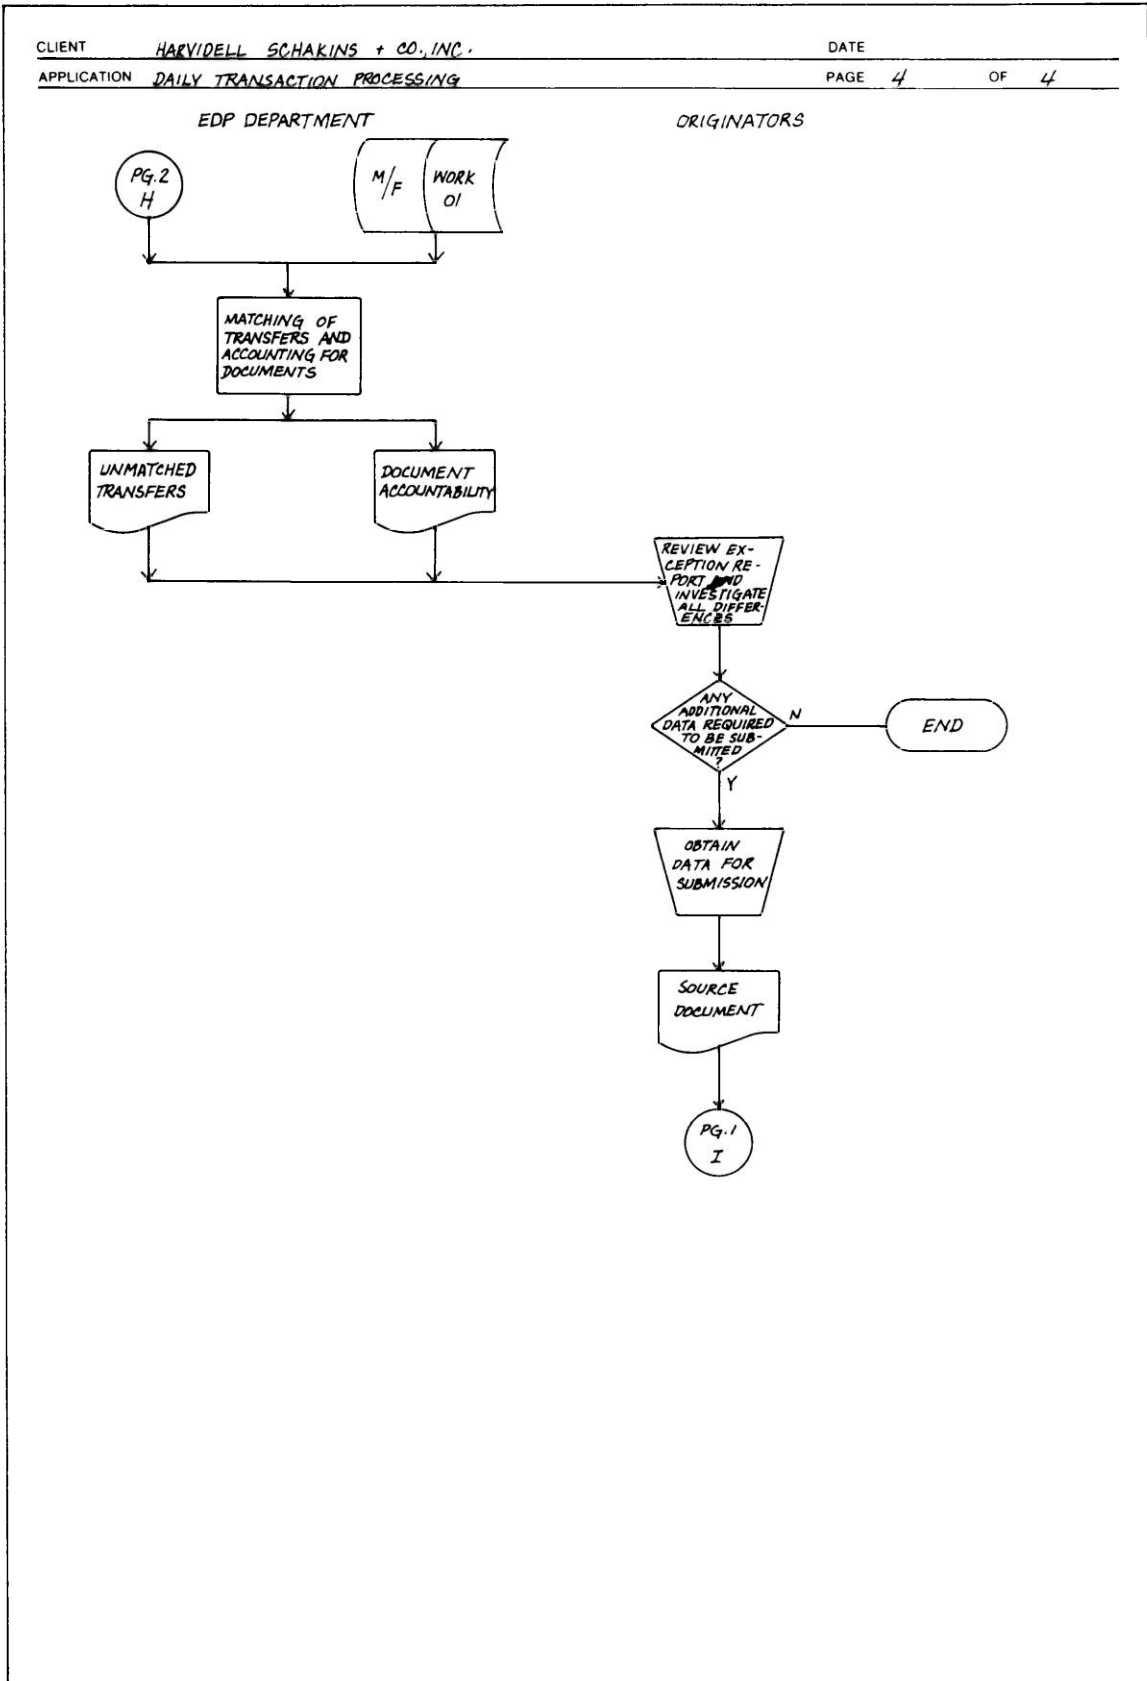 CLIENT HARVIDELL SCHAKINS + CO., INC. DATE
APPLICATION DAILY TRANSACTION PROCESSING PAGE 4 OF 4
EDP DEPARTMENT ORIGINATORS
PG.2
H
M/F
WORK
01
MATCHING OF
TRANSFERS AND
ACCOUNTING FOR
DOCUMENTS
UNMATCHED
TRANSFERS
DOCUMENT
ACCOUNTABILITY
REVIEW EX-
CEPTION RE-
PORT AND
INVESTIGATE
ALL DIFFER-
ENCES
ANY
ADDITIONAL
DATA REQUIRED
TO BE SUB-
MITTED
?
N
END
Y
OBTAIN
DATA FOR
SUBMISSION
SOURCE
DOCUMENT
PG.1
I